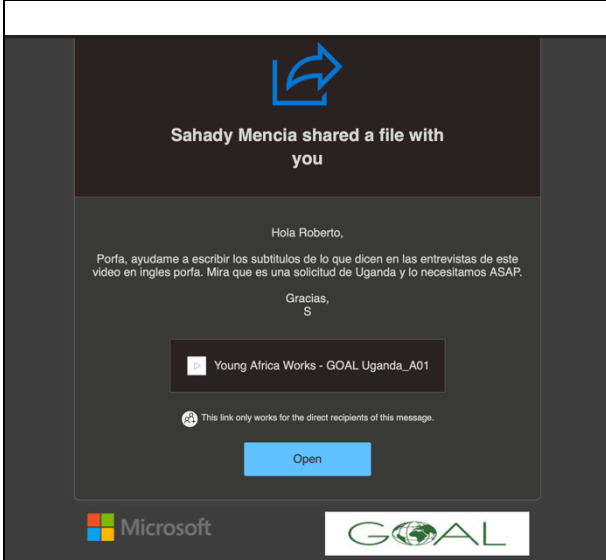 Sahady Mencia shared a file with
you
Hola Roberto,
Porfa, ayudame a escribir los subtitulos de lo que dicen en las entrevistas de este
video en ingles porfa. Mira que es una solicitud de Uganda y lo necesitamos ASAP.
Gracias,
S
Young Africa Works - GOAL Uganda_A01
This link only works for the direct recipients of this message.
Open
Microsoft
GOAL